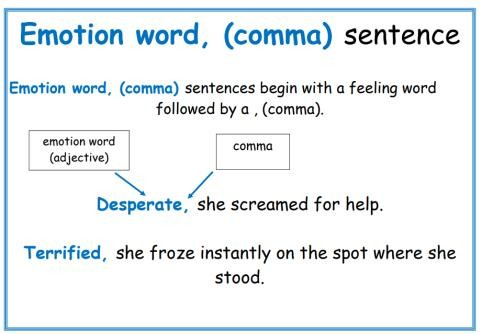 Emotion word, (comma) sentence
Emotion word, (comma) sentences begin with a feeling word
followed by a , (comma).
emotion word
(adjective)
comma
Desperate, she screamed for help.
Terrified, she froze instantly on the spot where she
stood.